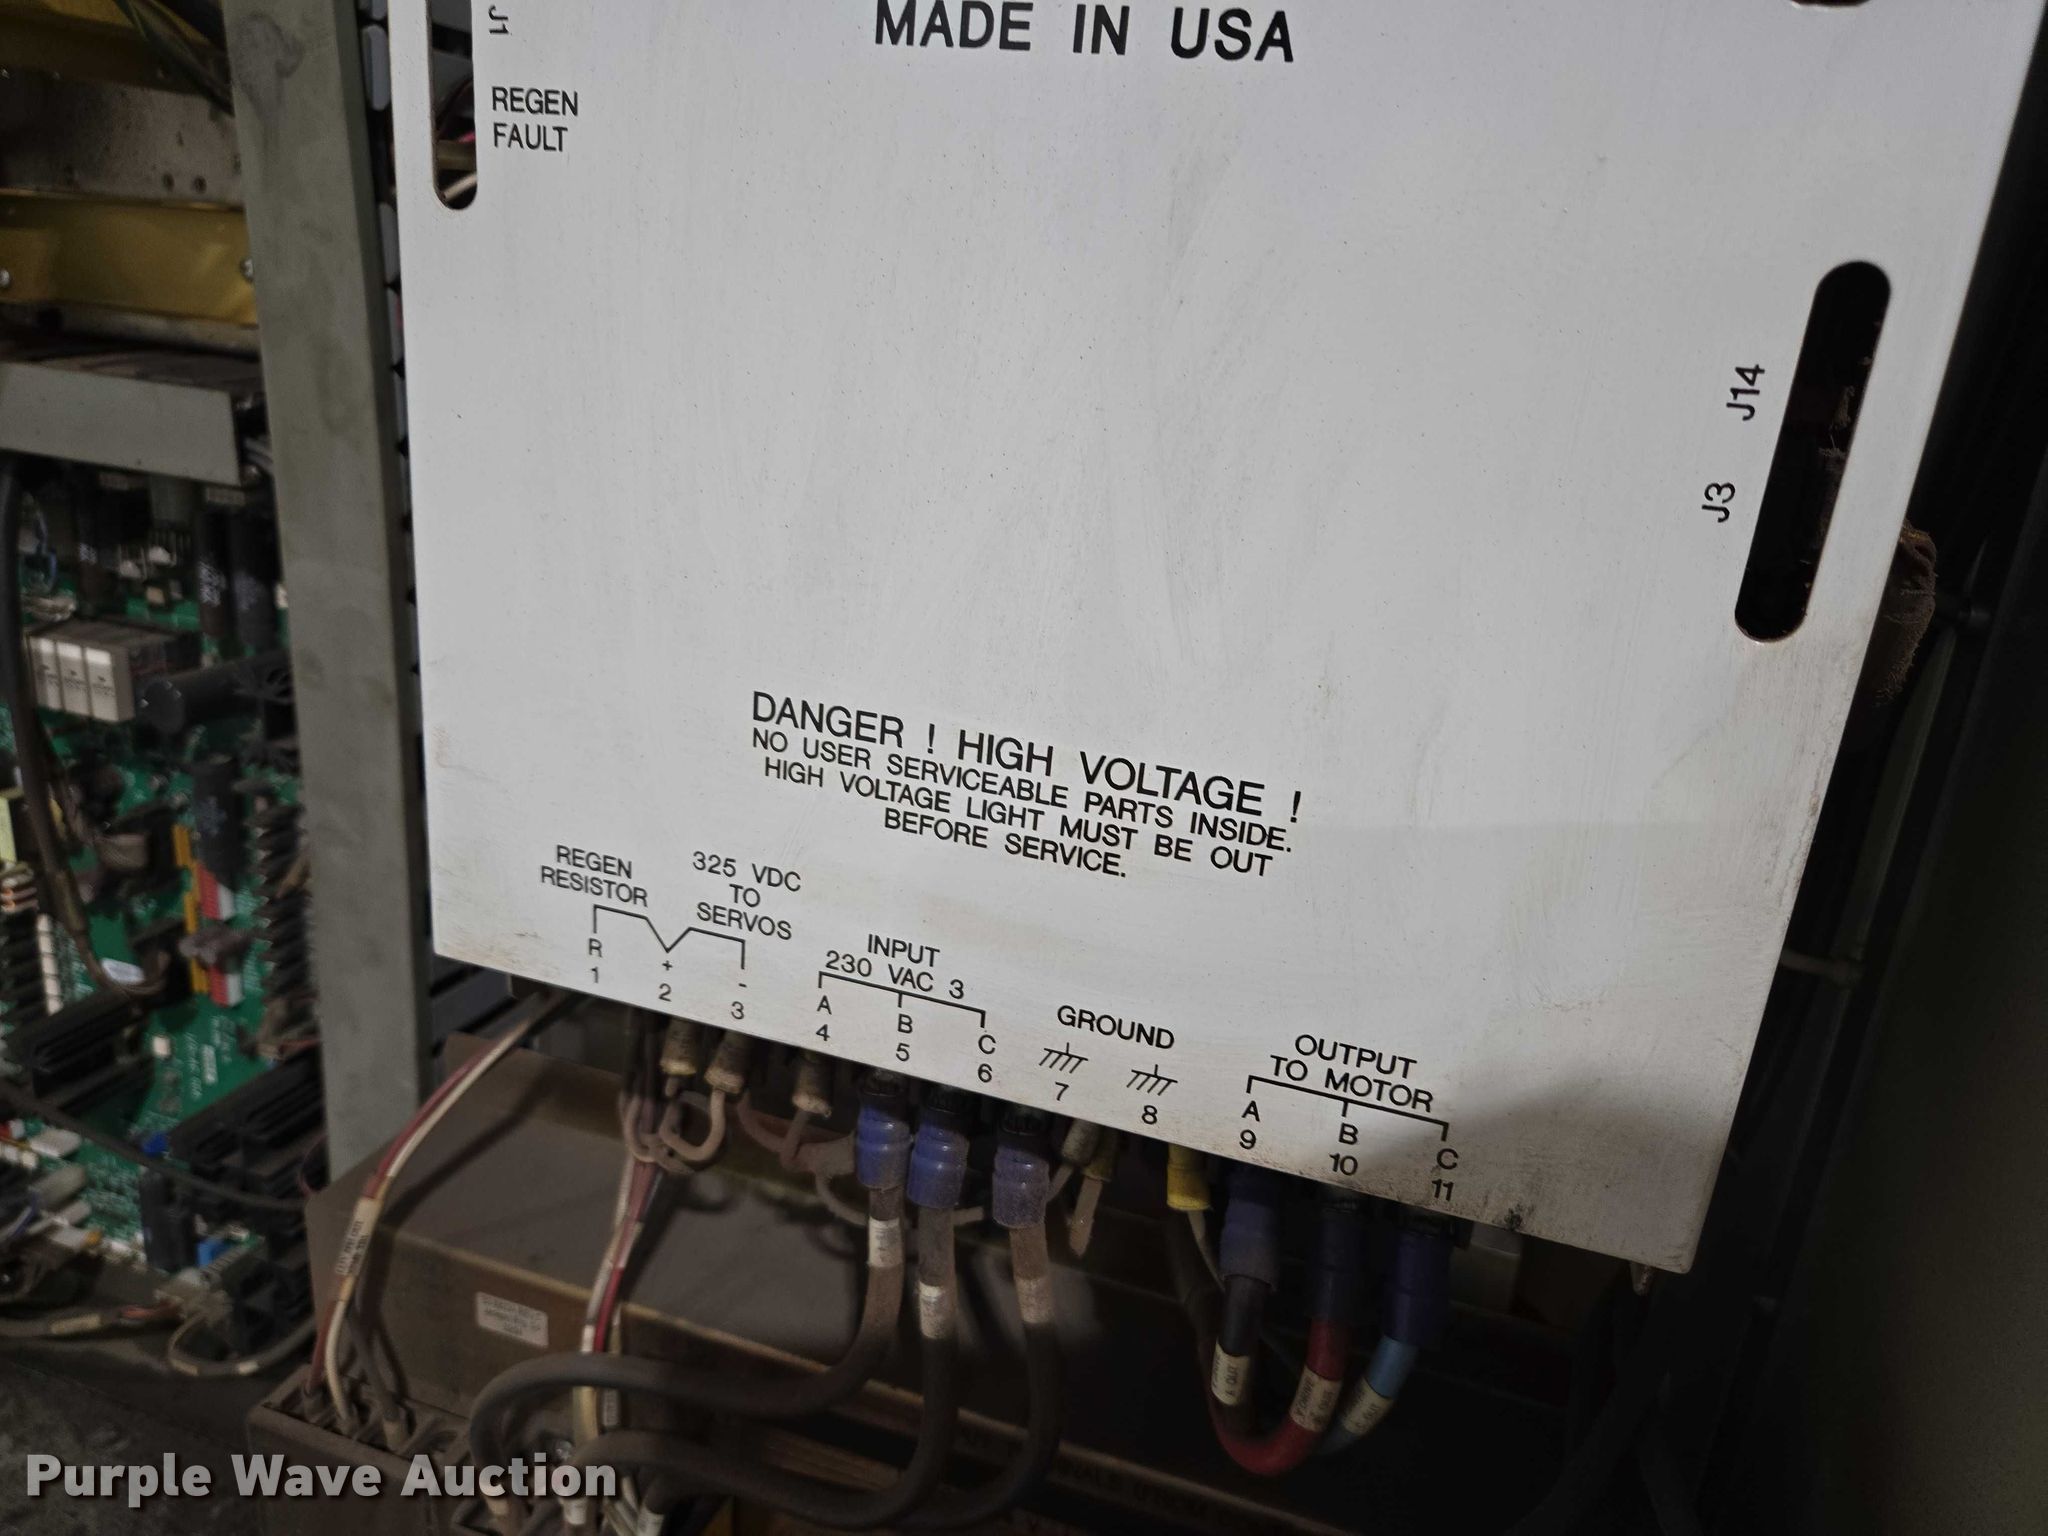 MADE IN USA
J1
REGEN
FAULT
J14
J3
DANGER ! HIGH VOLTAGE !
NO USER SERVICEABLE PARTS INSIDE.
HIGH VOLTAGE LIGHT MUST BE OUT
BEFORE SERVICE.
REGEN
RESISTOR
325 VDC
TO
SERVOS
INPUT
230 VAC 3
GROUND
OUTPUT
TO MOTOR
R + - A B C A B C
1 2 3 4 5 6 7 8 9 10 11
Purple Wave Auction